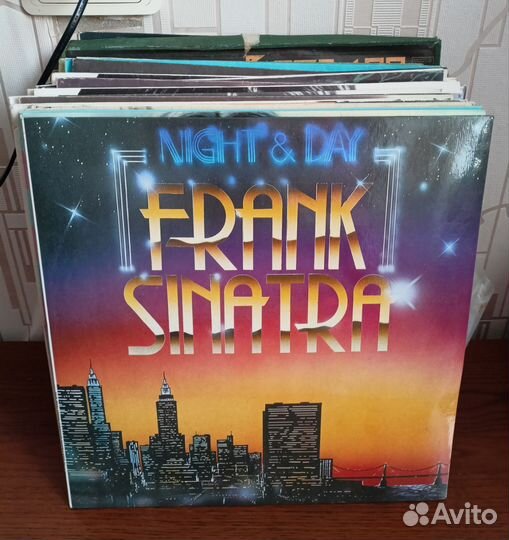 NIGHT & DAY
FRANK
SINATRA
Avito